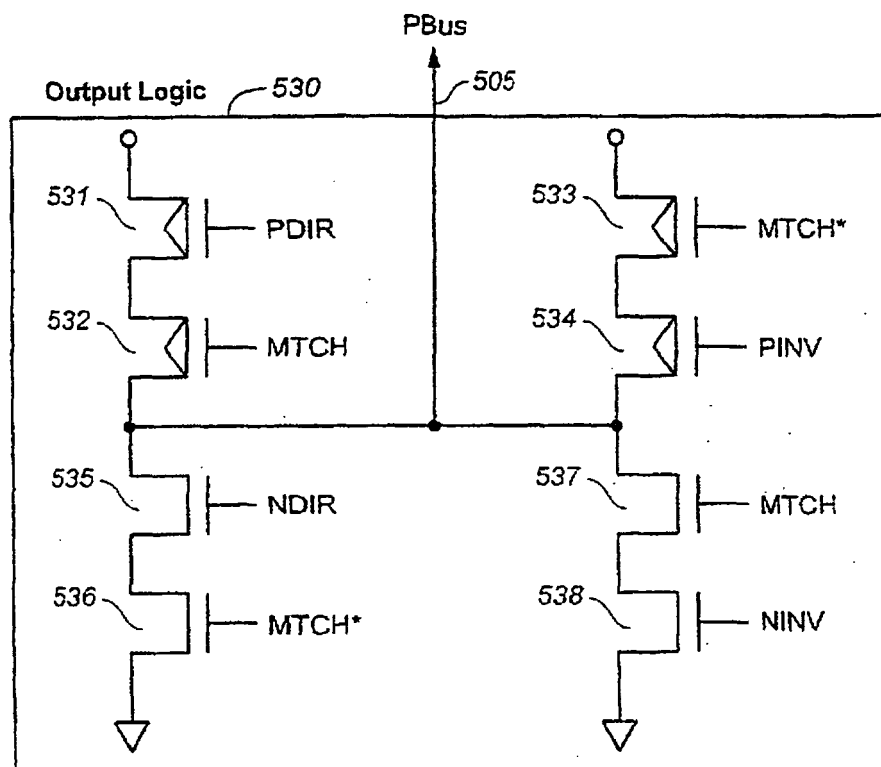 PBus
Output Logic 530 505
531 PDIR
533 MTCH*
532 MTCH
534 PINV
535 NDIR
537 MTCH
536 MTCH*
538 NINV